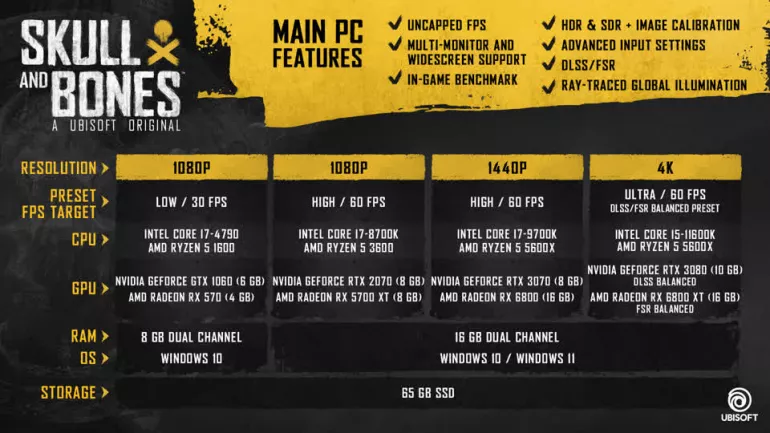 SKULL
AND BONES™
A UBISOFT ORIGINAL
MAIN PC
FEATURES
UNCAPPED FPS
MULTI-MONITOR AND
WIDESCREEN SUPPORT
IN-GAME BENCHMARK
HDR & SDR + IMAGE CALIBRATION
ADVANCED INPUT SETTINGS
DLSS/FSR
RAY-TRACED GLOBAL ILLUMINATION
RESOLUTION 1080P 1080P 1440P 4K
PRESET
FPS TARGET
LOW / 30 FPS
HIGH / 60 FPS
HIGH / 60 FPS
ULTRA / 60 FPS
DLSS/FSR BALANCED PRESET
CPU
INTEL CORE I7-4790
AMD RYZEN 5 1600
INTEL CORE I7-8700K
AMD RYZEN 5 3600
INTEL CORE I7-9700K
AMD RYZEN 5 5600X
INTEL CORE I5-11600K
AMD RYZEN 5 5600X
GPU
NVIDIA GEFORCE GTX 1060 (6 GB)
AMD RADEON RX 570 (4 GB)
NVIDIA GEFORCE RTX 2070 (8 GB)
AMD RADEON RX 5700 XT (8 GB)
NVIDIA GEFORCE RTX 3070 (8 GB)
AMD RADEON RX 6800 (16 GB)
NVIDIA GEFORCE RTX 3080 (10 GB)
DLSS BALANCED
AMD RADEON RX 6800 XT (16 GB)
FSR BALANCED
RAM 8 GB DUAL CHANNEL 16 GB DUAL CHANNEL
OS WINDOWS 10 WINDOWS 10 / WINDOWS 11
STORAGE 65 GB SSD
UBISOFT